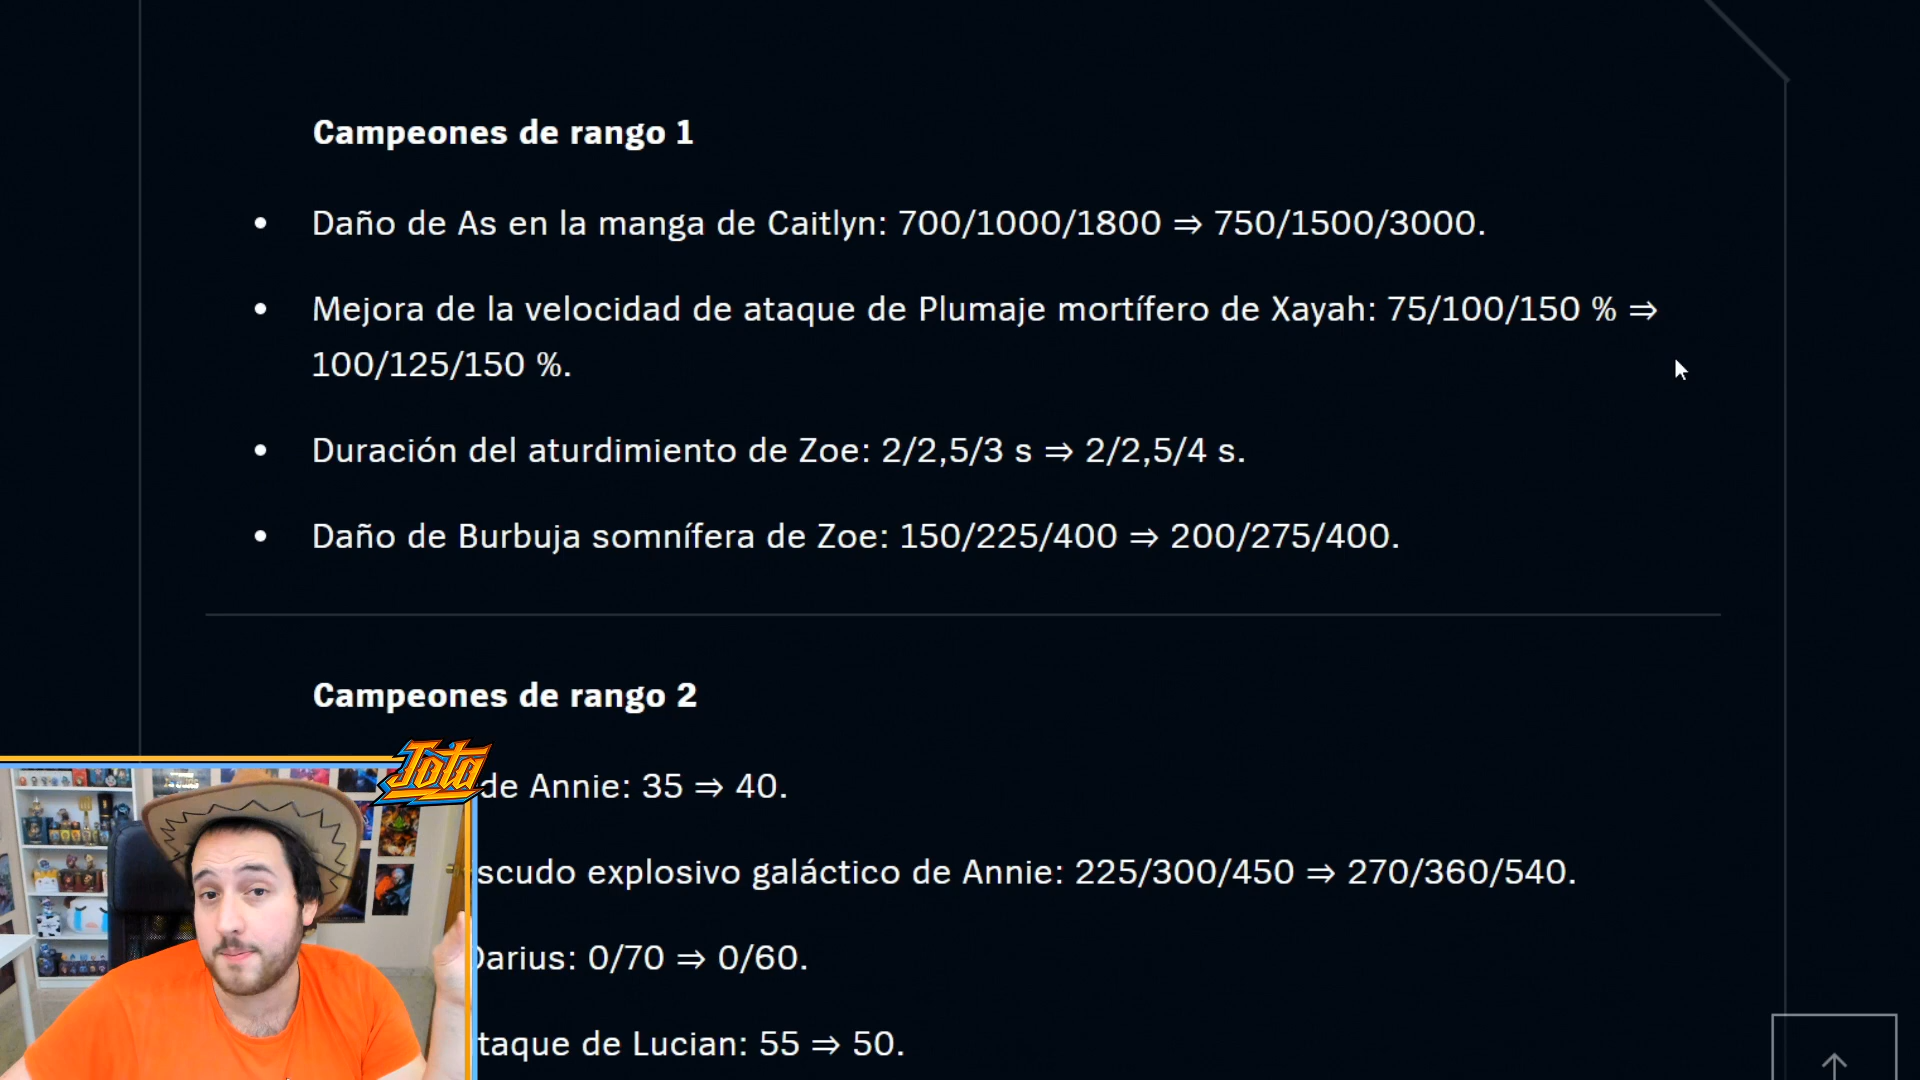 Campeones de rango 1
• Daño de As en la manga de Caitlyn: 700/1000/1800 ⇒ 750/1500/3000.
• Mejora de la velocidad de ataque de Plumaje mortífero de Xayah: 75/100/150 % ⇒
100/125/150 %.
• Duración del aturdimiento de Zoe: 2/2,5/3 s ⇒ 2/2,5/4 s.
• Daño de Burbuja somnífera de Zoe: 150/225/400 ⇒ 200/275/400.
Campeones de rango 2
Jota
de Annie: 35 ⇒ 40.
scudo explosivo galáctico de Annie: 225/300/450 ⇒ 270/360/540.
Darius: 0/70 ⇒ 0/60.
taque de Lucian: 55 ⇒ 50.